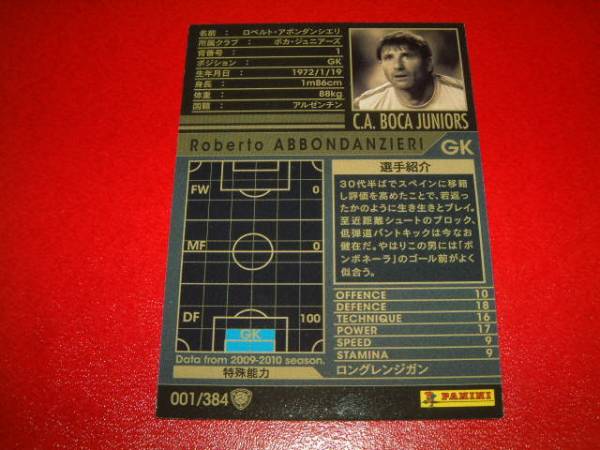 名前 : ロベルト・アボンダンシエリ
所属クラブ : ボカ・ジュニアーズ
背番号 : 1
ポジション : GK
生年月日 : 1972/1/19
身長 : 1m86cm
体重 : 88kg
国籍 : アルゼンチン
C.A. BOCA JUNIORS
Roberto ABBONDANZIERI
GK
FW 0
MF 0
DF 100
GK
Data from 2009-2010 season.
特殊能力
選手紹介
30代半ばでスペインに移籍
し評価を高めたことで、若返っ
たかのように生き生きとプレイ。
至近距離シュートのブロック、
低弾道パントキックは今なお
健在だ。やはりこの男には「ボ
ンボネーラ」のゴール前がよく
似合う。
OFFENCE 10
DEFENCE 18
TECHNIQUE 16
POWER 17
SPEED 9
STAMINA 9
ロングレンジガン
001/384
PANINI